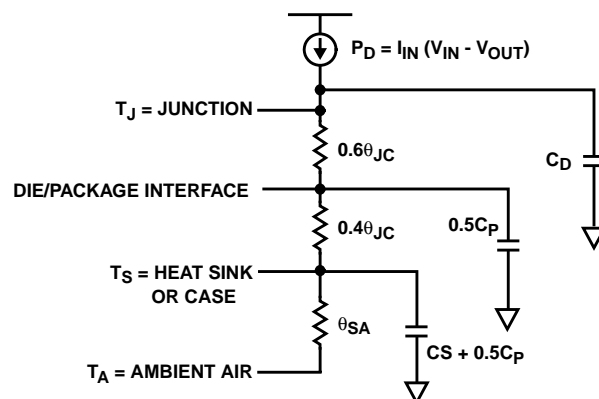 P_D = I_IN (V_IN - V_OUT)
T_J = JUNCTION
0.6θ_JC
C_D
DIE/PACKAGE INTERFACE
0.5C_P
0.4θ_JC
T_S = HEAT SINK
OR CASE
θ_SA
CS + 0.5C_P
T_A = AMBIENT AIR